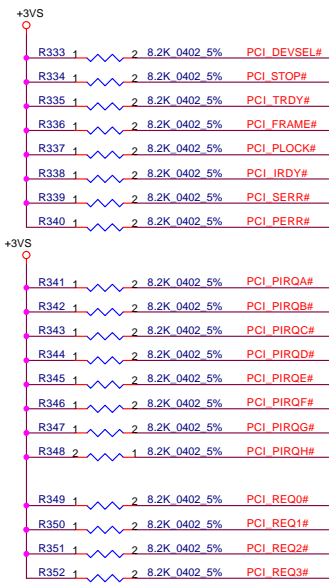 +3VS
R333 1 2 8.2K_0402_5% PCI_DEVSEL#
R334 1 2 8.2K_0402_5% PCI_STOP#
R335 1 2 8.2K_0402_5% PCI_TRDY#
R336 1 2 8.2K_0402_5% PCI_FRAME#
R337 1 2 8.2K_0402_5% PCI_PLOCK#
R338 1 2 8.2K_0402_5% PCI_IRDY#
R339 1 2 8.2K_0402_5% PCI_SERR#
R340 1 2 8.2K_0402_5% PCI_PERR#
+3VS
R341 1 2 8.2K_0402_5% PCI_PIRQA#
R342 1 2 8.2K_0402_5% PCI_PIRQB#
R343 1 2 8.2K_0402_5% PCI_PIRQC#
R344 1 2 8.2K_0402_5% PCI_PIRQD#
R345 1 2 8.2K_0402_5% PCI_PIRQE#
R346 1 2 8.2K_0402_5% PCI_PIRQF#
R347 1 2 8.2K_0402_5% PCI_PIRQG#
R348 2 1 8.2K_0402_5% PCI_PIRQH#
R349 1 2 8.2K_0402_5% PCI_REQ0#
R350 1 2 8.2K_0402_5% PCI_REQ1#
R351 1 2 8.2K_0402_5% PCI_REQ2#
R352 1 2 8.2K_0402_5% PCI_REQ3#